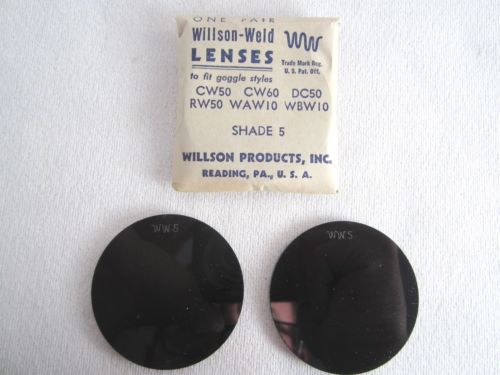 ONE PAIR
Willson-Weld
WW
LENSES
Trade Mark Reg.
U. S. Pat. Off.
to fit goggle styles
CW50 CW60 DC50
RW50 WAW10 WBW10
SHADE 5
WILLSON PRODUCTS, INC.
READING, PA., U. S. A.
WW5
WW5